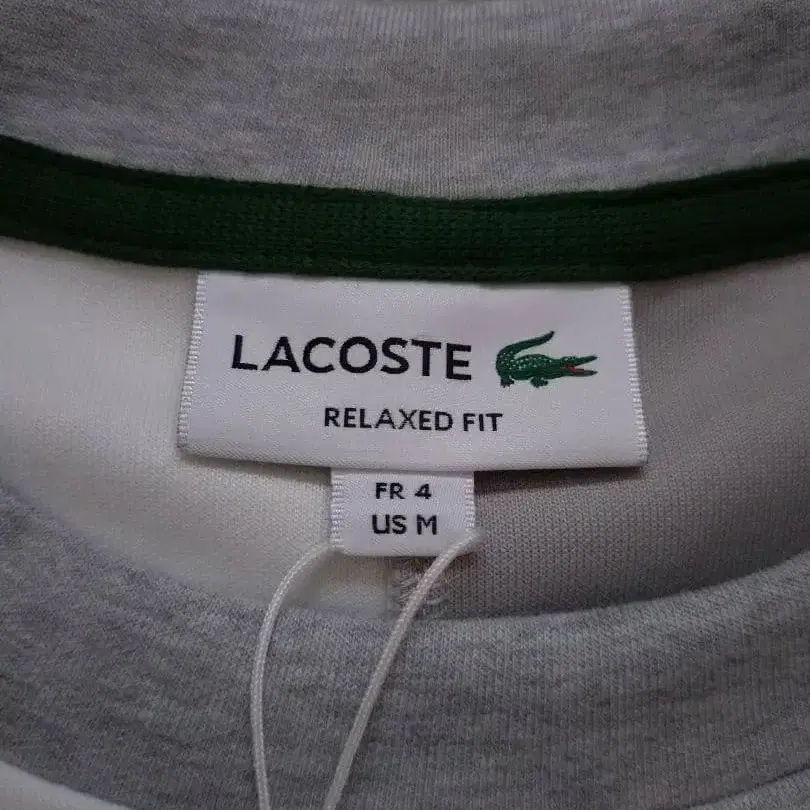 LACOSTE
RELAXED FIT
FR 4
US M